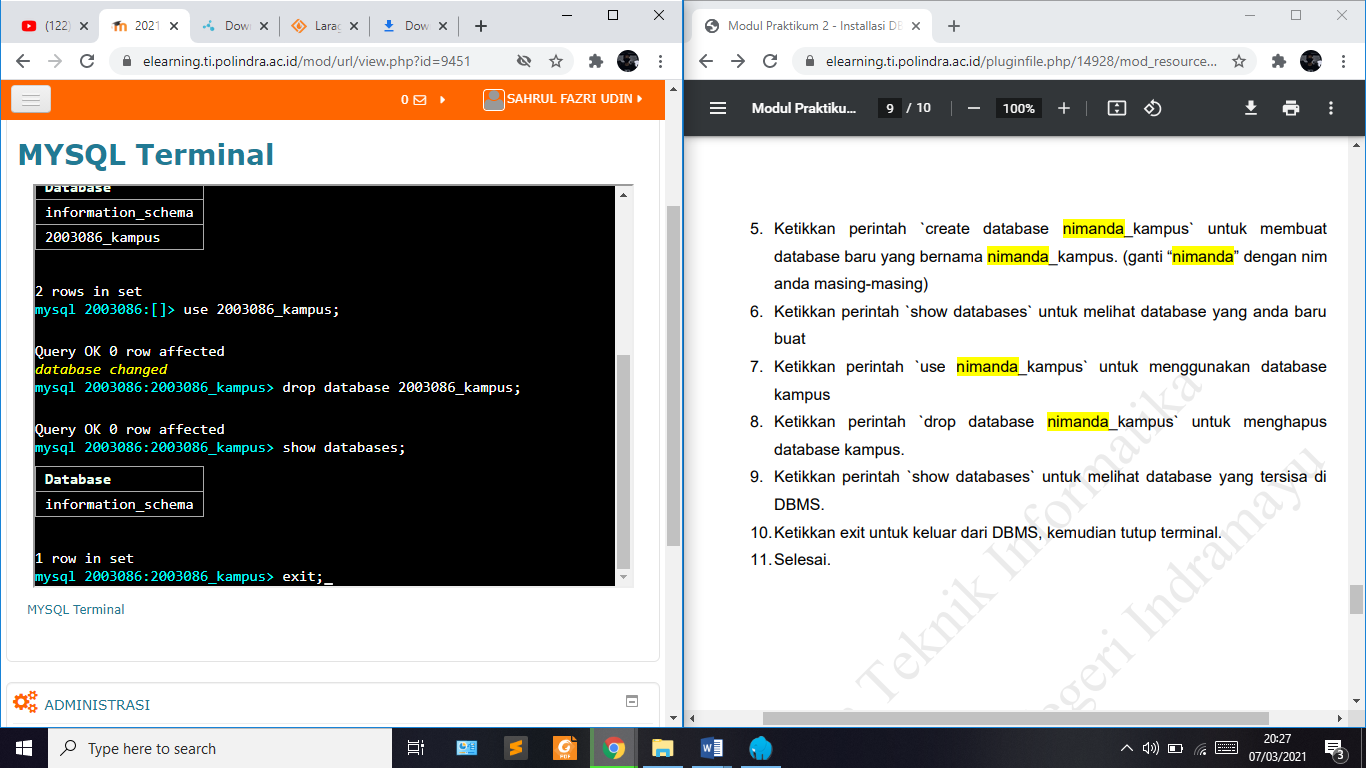 (122)
2021
Down
Larag
Down
elearning.ti.polindra.ac.id/mod/url/view.php?id=9451
0
SAHRUL FAZRI UDIN
MYSQL Terminal
Database
information_schema
2003086_kampus
2 rows in set
mysql 2003086:[]> use 2003086_kampus;
Query OK 0 row affected
database changed
mysql 2003086:2003086_kampus> drop database 2003086_kampus;
Query OK 0 row affected
mysql 2003086:2003086_kampus> show databases;
Database
information_schema
1 row in set
mysql 2003086:2003086_kampus> exit;_
MYSQL Terminal
ADMINISTRASI
Modul Praktikum 2 - Installasi DB
elearning.ti.polindra.ac.id/pluginfile.php/14928/mod_resource...
Modul Praktiku... 9 / 10 100%
5. Ketikkan perintah `create database nimanda_kampus` untuk membuat
database baru yang bernama nimanda_kampus. (ganti “nimanda” dengan nim
anda masing-masing)
6. Ketikkan perintah `show databases` untuk melihat database yang anda baru
buat
7. Ketikkan perintah `use nimanda_kampus` untuk menggunakan database
kampus
8. Ketikkan perintah `drop database nimanda_kampus` untuk menghapus
database kampus.
9. Ketikkan perintah `show databases` untuk melihat database yang tersisa di
DBMS.
10. Ketikkan exit untuk keluar dari DBMS, kemudian tutup terminal.
11. Selesai.
Teknik Informatika
egeri Indramayu
Type here to search
20:27
07/03/2021
3